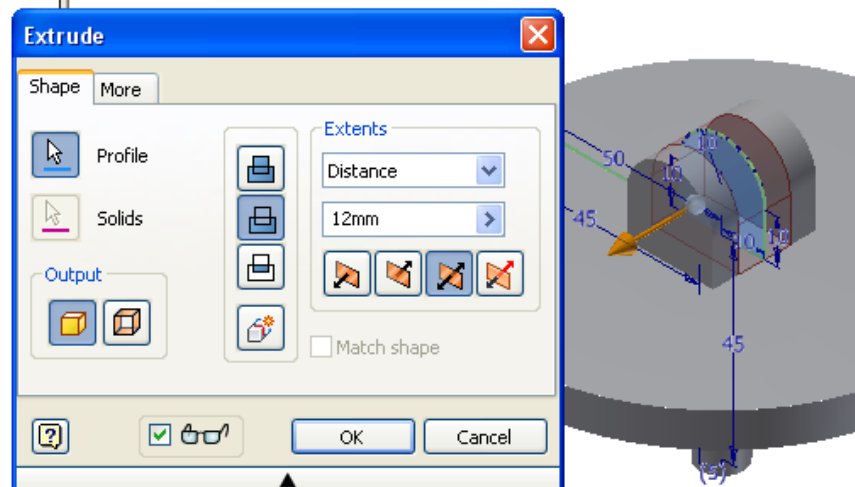 Extrude
Shape More
Profile
Solids
Output
Extents
Distance
12mm
Match shape
OK Cancel
50
10
10
45
10
45
(5)